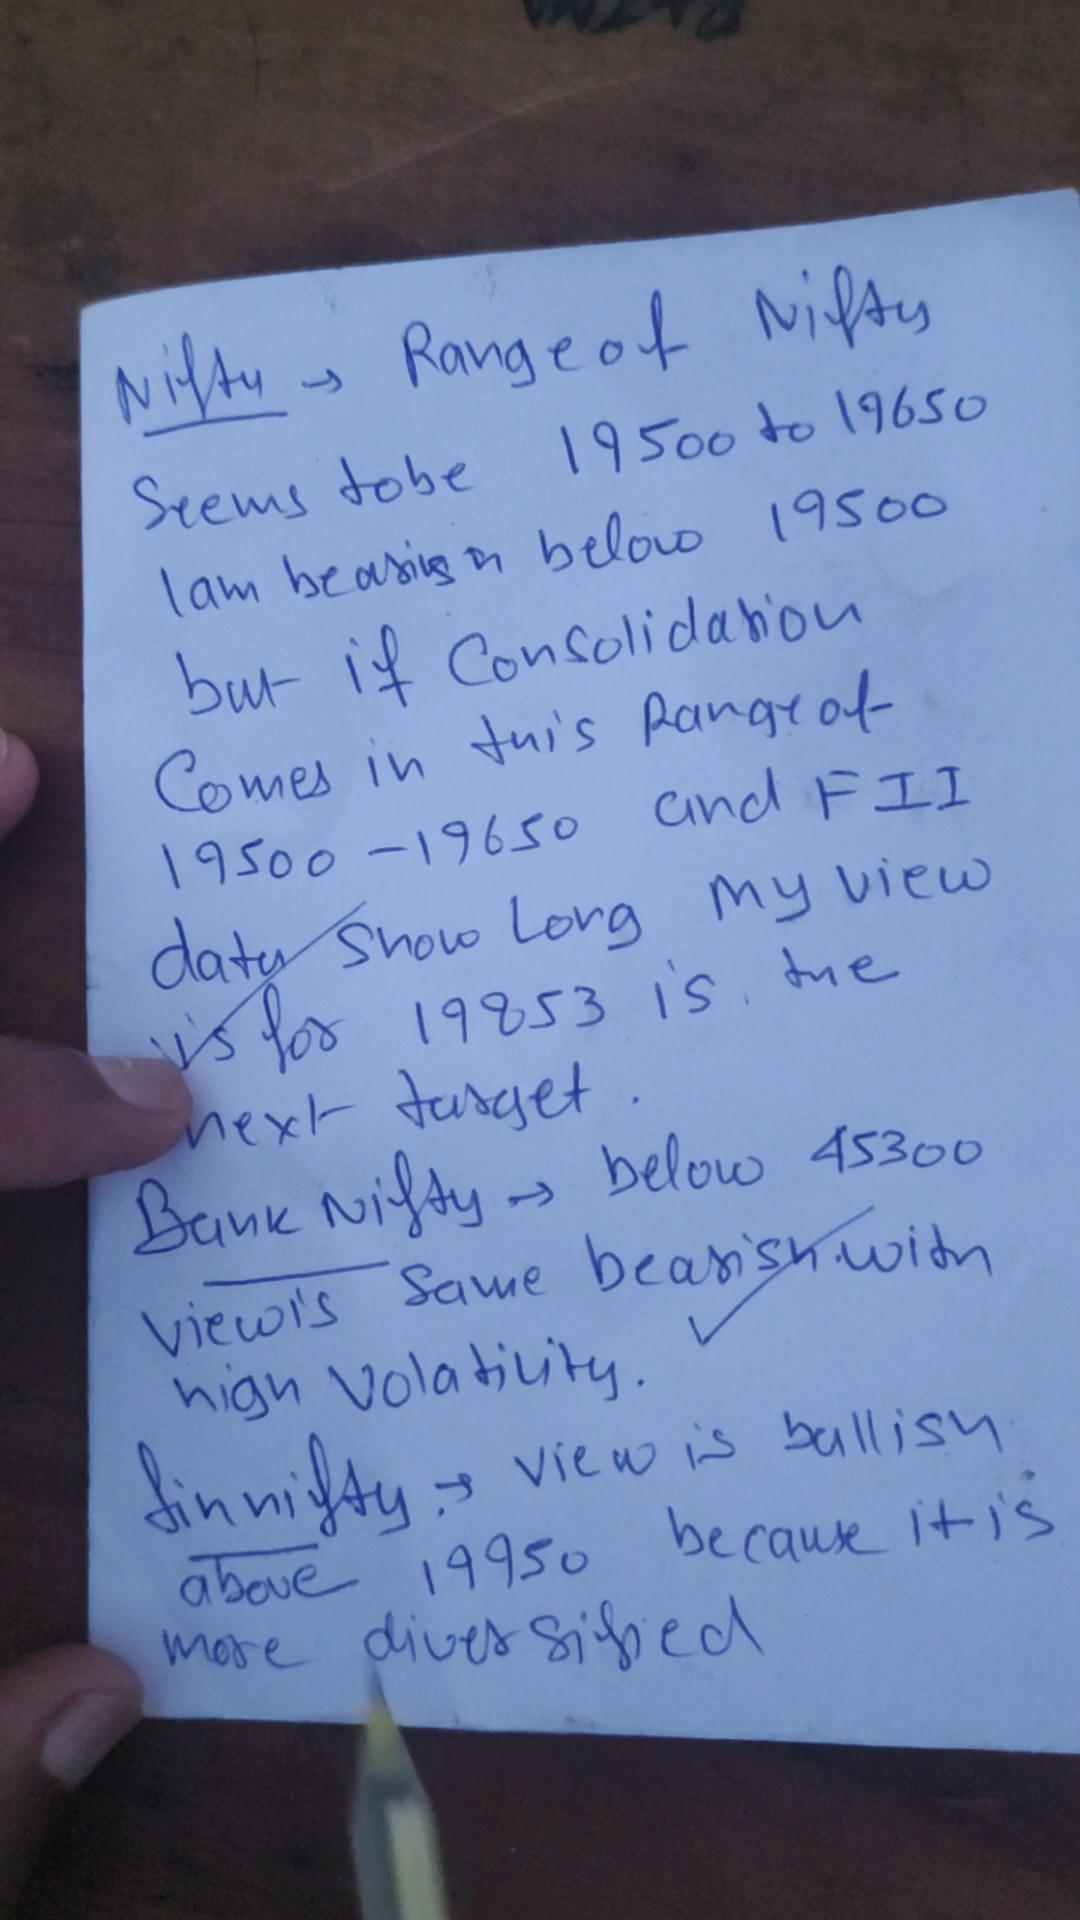 Nifty → Range of Nifty
Seems to be 19500 to 19650
I am bearish below 19500
but if Consolidation
Comes in this Range of
19500 - 19650 and FII
data Show Long My view
is for 19853 is the
next target.
Bank Nifty → below 45300
view is Same bearish with
high Volatility.
finnifty → view is bullish
above 19950 because it is
more diversified